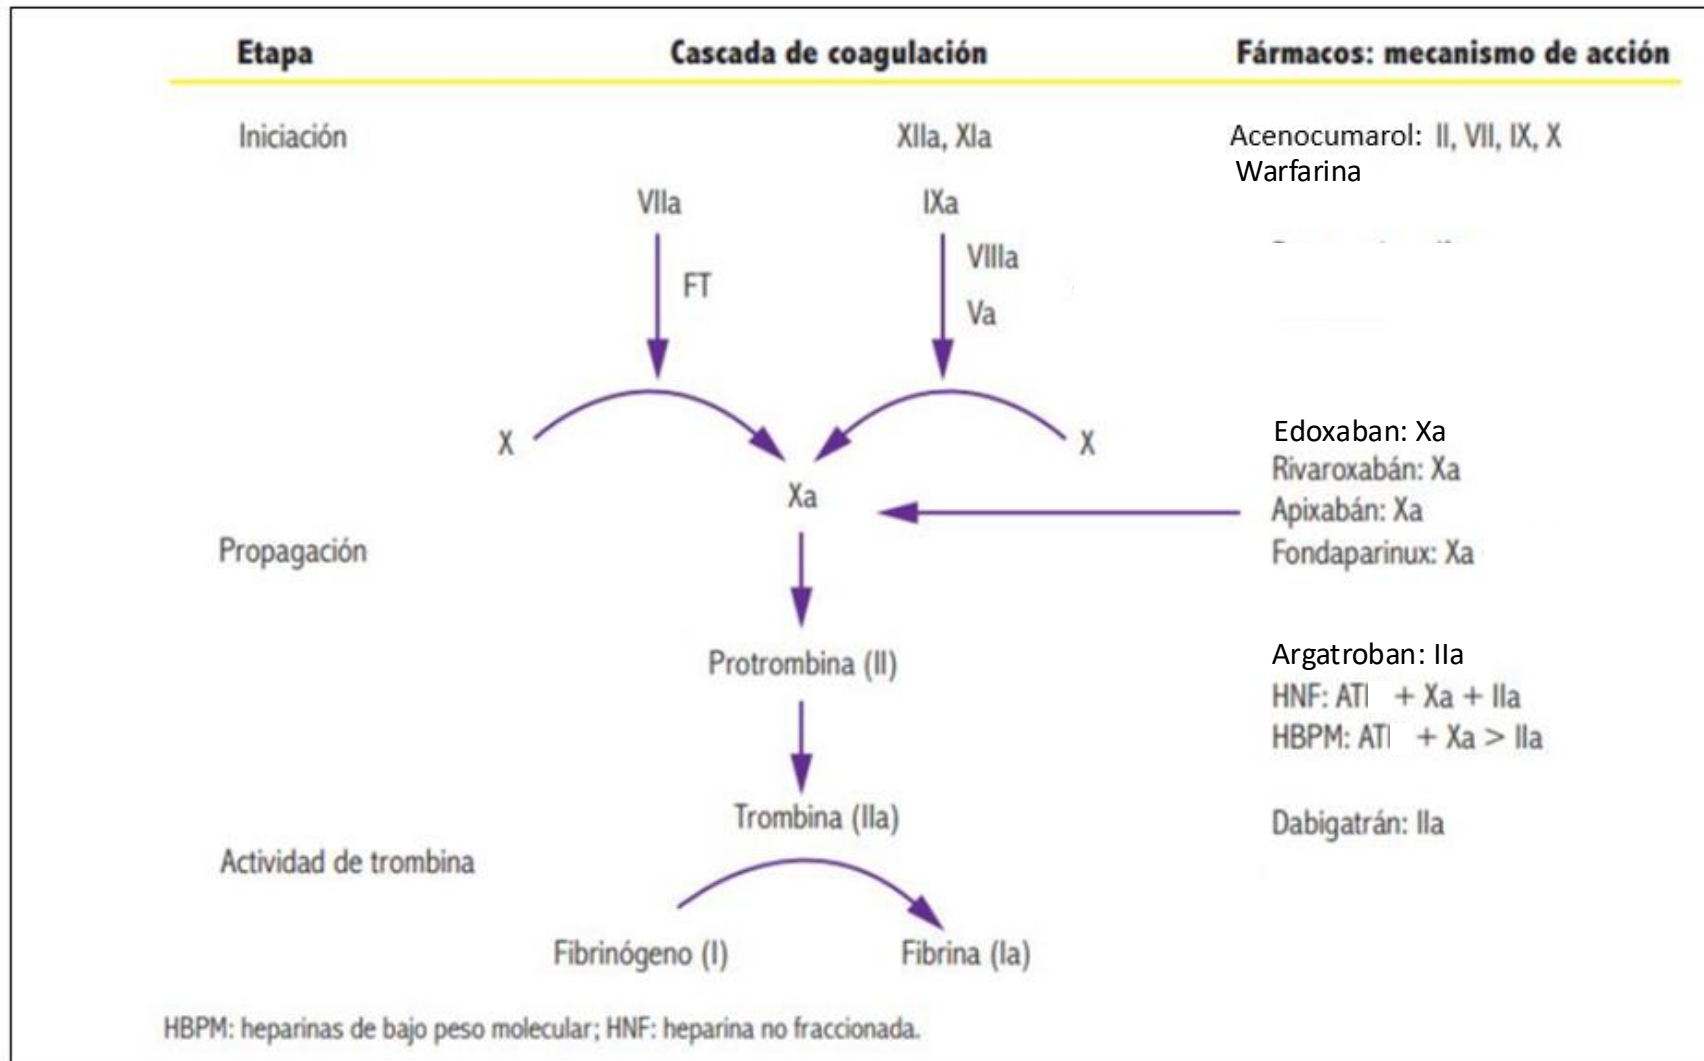 Etapa Cascada de coagulación Fármacos: mecanismo de acción
Iniciación XIIa, XIa Acenocumarol: II, VII, IX, X
Warfarina
VIIa IXa
VIIIa
FT
Va
Edoxaban: Xa
X X
Rivaroxabán: Xa
Xa
Apixabán: Xa
Propagación Fondaparinux: Xa
Argatroban: IIa
Protrombina (II)
HNF: AT + Xa + IIa
HBPM: AT + Xa > IIa
Trombina (IIa) Dabigatrán: IIa
Actividad de trombina
Fibrinógeno (I) Fibrina (Ia)
HBPM: heparinas de bajo peso molecular; HNF: heparina no fraccionada.